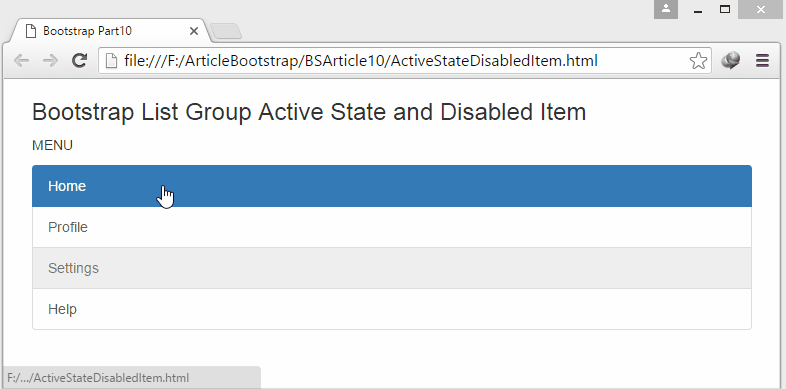 Bootstrap Part10
file:///F:/ArticleBootstrap/BSArticle10/ActiveStateDisabledItem.html
Bootstrap List Group Active State and Disabled Item
MENU
Home
Profile
Settings
Help
F:/.../ActiveStateDisabledItem.html